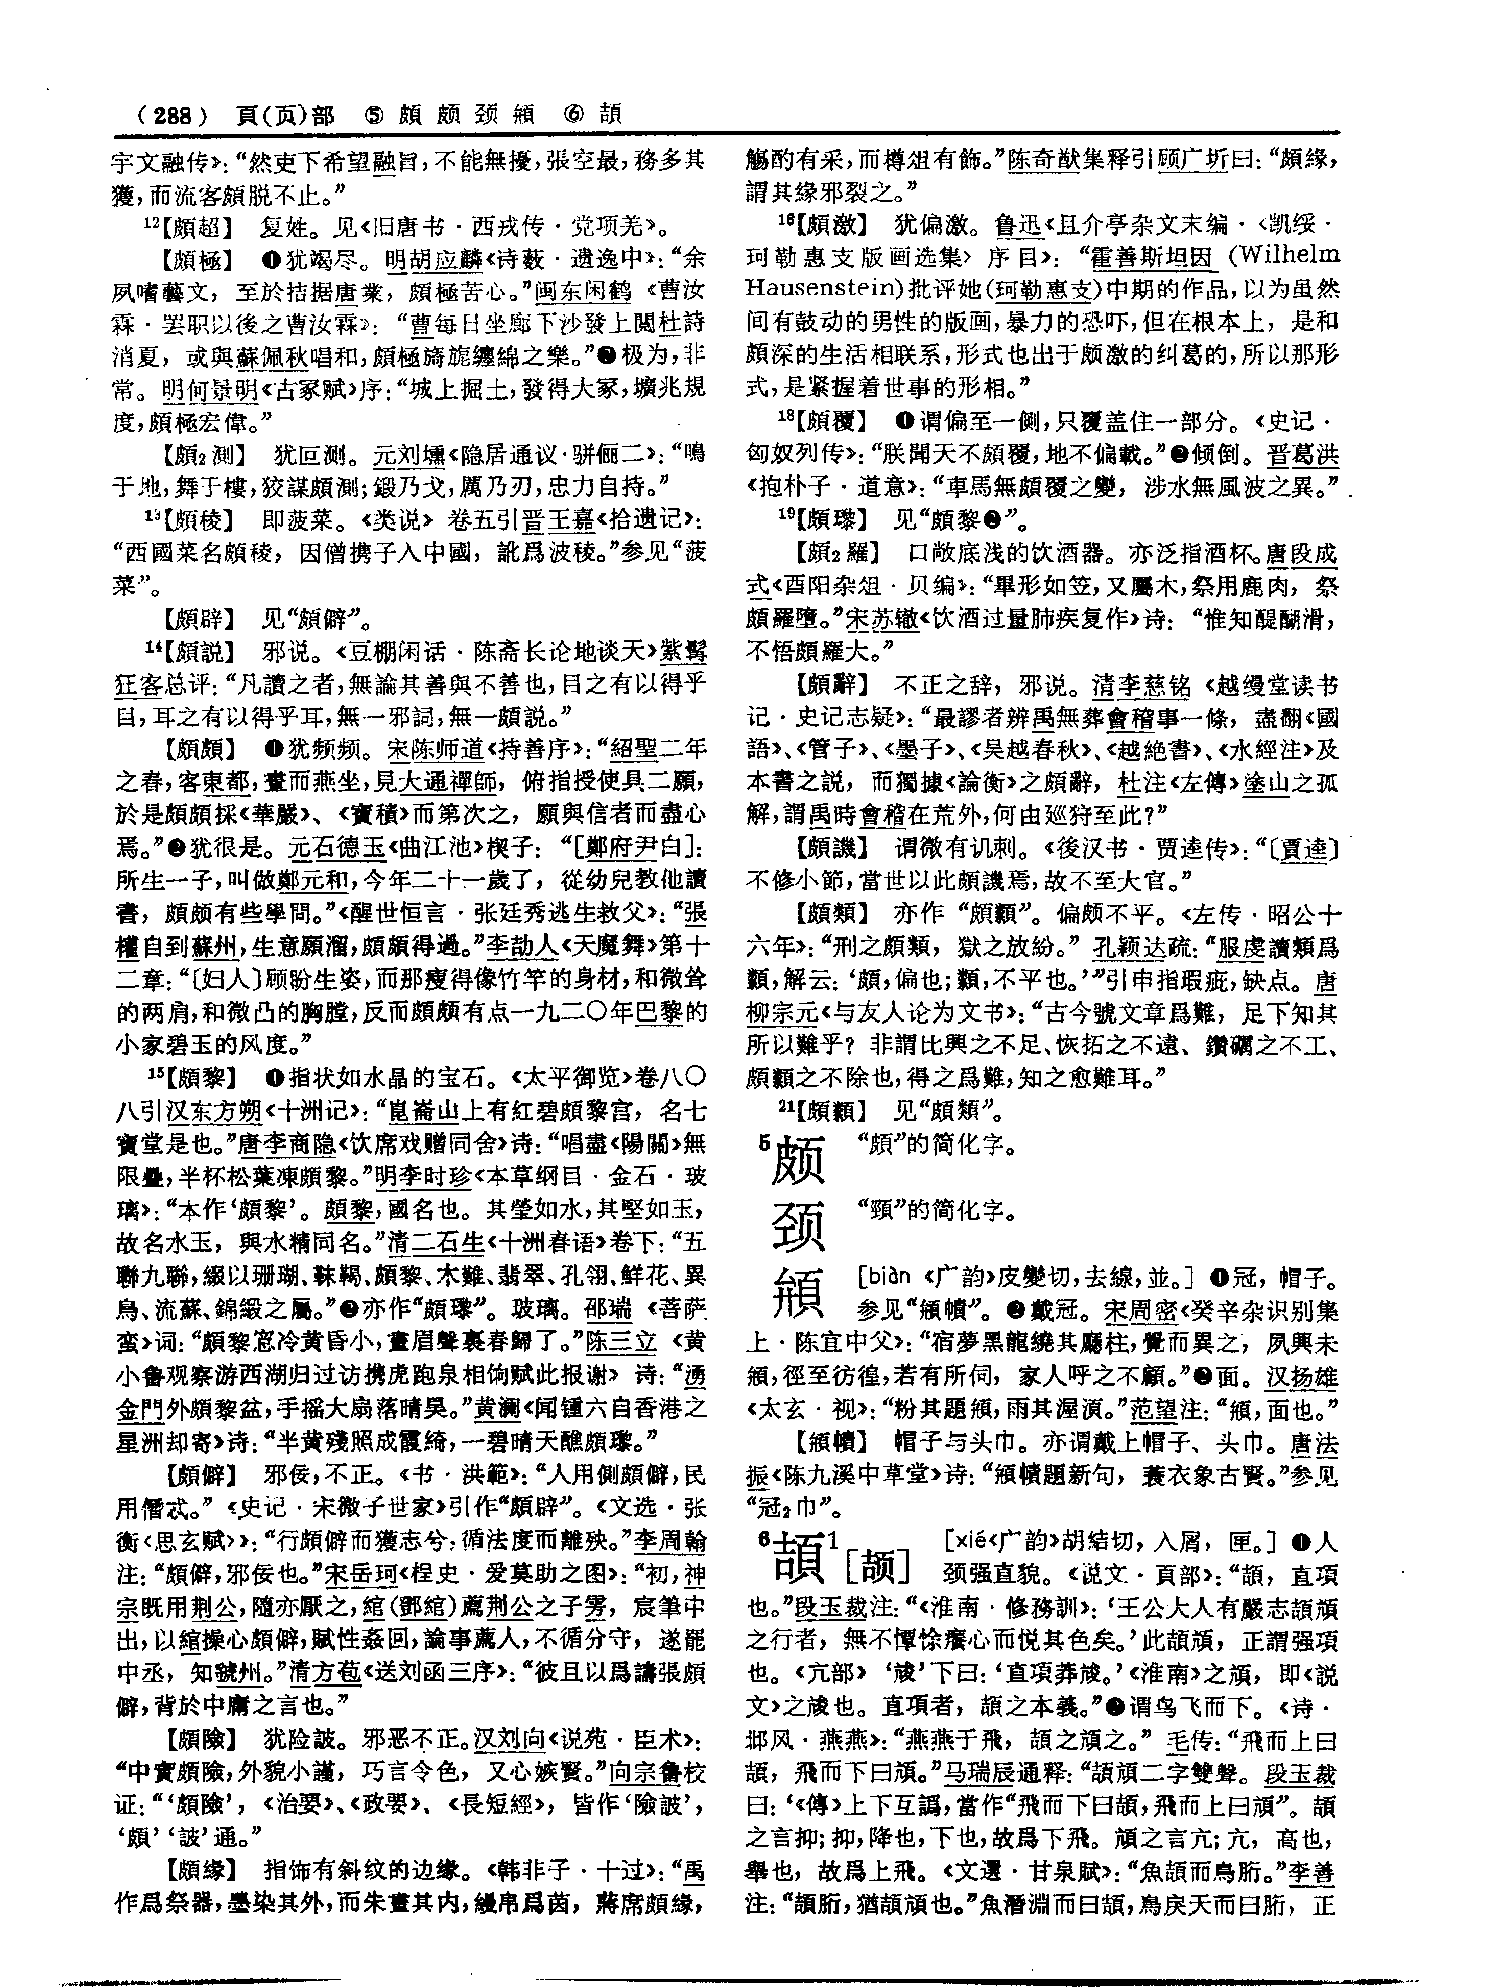 （288） 頁(页)部 ⑤ 頗 颇 颈 頯 ⑥ 頡
宇文融传》：“然吏下希望融旨，不能無擾，張空最，務多其
獲，而流客頗脱不止。”
12【頗超】 复姓。见《旧唐书·西戎传·党项羌》。
【頗極】 ❶犹竭尽。明胡应麟《诗薮·遗逸中》：“余
夙嗜藝文，至於拮据唐業，頗極苦心。”闽东闲鹤《曹汝
霖·罢职以後之曹汝霖》：“曹每日坐廊下沙發上閲杜詩
消夏，或與蘇佩秋唱和，頗極旖旎纏綿之樂。”❷极为，非
常。明何景明《古冢赋》序：“城上掘土，發得大冢，壙兆規
度，頗極宏偉。”
【頗2測】 犹叵测。元刘壎《隐居通议·骈俪二》：“鳴
于地，舞于樓，狡謀頗測；鍛乃戈，厲乃刃，忠力自持。”
13【頗稜】 即菠菜。《类说》卷五引晋王嘉《拾遗记》：
“西國菜名頗稜，因僧携子入中國，訛爲波稜。”参见“菠
菜”。
【頗辟】 见“頗僻”。
14【頗説】 邪说。《豆棚闲话·陈斋长论地谈天》紫髯
狂客总评：“凡讀之者，無論其善與不善也，目之有以得乎
目，耳之有以得乎耳，無一邪詞，無一頗説。”
【頗頗】 ❶犹频频。宋陈师道《持善序》：“紹聖二年
之春，客東都，晝而燕坐，見大通禪師，俯指授使具二願，
於是頗頗採《華嚴》、《寳積》而第次之，願與信者而盡心
焉。”❷犹很是。元石德玉《曲江池》楔子：“［鄭府尹白］：
所生一子，叫做鄭元和，今年二十一歲了，從幼兒教他讀
書，頗頗有些學問。”《醒世恒言·张廷秀逃生救父》：“張
權自到蘇州，生意願溜，頗頗得過。”李劼人《天魔舞》第十
二章：“〔妇人〕顾盼生姿，而那瘦得像竹竿的身材，和微耸
的两肩，和微凸的胸膛，反而頗頗有点一九二〇年巴黎的
小家碧玉的风度。”
15【頗黎】 ❶指状如水晶的宝石。《太平御览》卷八〇
八引汉东方朔《十洲记》：“崑崙山上有紅碧頗黎宫，名七
寳堂是也。”唐李商隐《饮席戏赠同舍》诗：“唱盡《陽關》無
限疊，半杯松葉凍頗黎。”明李时珍《本草纲目·金石·玻
璃》：“本作‘頗黎’。頗黎，國名也。其瑩如水，其堅如玉，
故名水玉，與水精同名。”清二石生《十洲春语》卷下：“五
聯九聯，綴以珊瑚、靺鞨、頗黎、木難、翡翠、孔翎、鮮花、異
鳥、流蘇、錦緞之屬。”❷亦作“頗瓈”。玻璃。邵瑞《菩萨
蛮》词：“頗黎窓冷黄昏小，畫眉聲裏春歸了。”陈三立《黄
小鲁观察游西湖归过访携虎跑泉相饷赋此报谢》诗：“湧
金門外頗黎盆，手摇大扇落晴昊。”黄澜《闻锺六自香港之
星洲却寄》诗：“半黄殘照成霞綺，一碧晴天醮頗瓈。”
【頗僻】 邪佞，不正。《书·洪範》：“人用側頗僻，民
用僭忒。”《史记·宋微子世家》引作“頗辟”。《文选·张
衡〈思玄赋〉》：“行頗僻而獲志兮，循法度而離殃。”李周翰
注：“頗僻，邪佞也。”宋岳珂《桯史·爱莫助之图》：“初，神
宗既用荆公，隨亦厭之，綰（鄧綰）薦荆公之子雱，宸筆中
出，以綰操心頗僻，賦性姦回，論事薦人，不循分守，遂罷
中丞，知虢州。”清方苞《送刘函三序》：“彼且以爲譸張頗
僻，背於中庸之言也。”
【頗險】 犹险詖。邪恶不正。汉刘向《说苑·臣术》：
“中實頗險，外貌小謹，巧言令色，又心嫉賢。”向宗鲁校
证：“‘頗險’，《治要》、《政要》、《長短經》，皆作‘險詖’，
‘頗’‘詖’通。”
【頗緣】 指饰有斜纹的边缘。《韩非子·十过》：“禹
作爲祭器，墨染其外，而朱畫其内，縵帛爲茵，蔣席頗緣，
觴酌有采，而樽俎有飾。”陈奇猷集释引顾广圻曰：“頗緣，
謂其緣邪裂之。”
16【頗激】 犹偏激。鲁迅《且介亭杂文末编·〈凯绥·
珂勒惠支版画选集〉序目》：“霍善斯坦因（Wilhelm
Hausenstein）批评她（珂勒惠支）中期的作品，以为虽然
间有鼓动的男性的版画，暴力的恐吓，但在根本上，是和
頗深的生活相联系，形式也出于颇激的纠葛的，所以那形
式，是紧握着世事的形相。”
18【頗覆】 ❶谓偏至一侧，只覆盖住一部分。《史记·
匈奴列传》：“朕聞天不頗覆，地不偏載。”❷倾倒。晋葛洪
《抱朴子·道意》：“車馬無頗覆之變，涉水無風波之異。”
19【頗瓈】 见“頗黎❷”。
【頗2羅】 口敞底浅的饮酒器。亦泛指酒杯。唐段成
式《酉阳杂俎·贝编》：“畢形如笠，又屬木，祭用鹿肉，祭
頗羅墮。”宋苏辙《饮酒过量肺疾复作》诗：“惟知醍醐滑，
不悟頗羅大。”
【頗辭】 不正之辞，邪说。清李慈铭《越缦堂读书
记·史记志疑》：“最謬者辨禹無葬會稽事一條，盡翻《國
語》、《管子》、《墨子》、《吴越春秋》、《越絶書》、《水經注》及
本書之説，而獨據《論衡》之頗辭，杜注《左傳》塗山之孤
解，謂禹時會稽在荒外，何由廵狩至此？”
【頗譏】 谓微有讥刺。《後汉书·贾逵传》：“〔賈逵〕
不修小節，當世以此頗譏焉，故不至大官。”
【頗類】 亦作“頗纇”。偏颇不平。《左传·昭公十
六年》：“刑之頗類，獄之放紛。”孔颖达疏：“服虔讀類爲
纇，解云：‘頗，偏也；纇，不平也。’”引申指瑕疵，缺点。唐
柳宗元《与友人论为文书》：“古今號文章爲難，足下知其
所以難乎？非謂比興之不足、恢拓之不遠、鑽礪之不工、
頗纇之不除也，得之爲難，知之愈難耳。”
21【頗纇】 见“頗類”。
5颇 “頗”的简化字。
颈 “頸”的简化字。
頯 [biàn 《广韵》皮變切，去線，並。] ❶冠，帽子。
参见“頯幘”。❷戴冠。宋周密《癸辛杂识别集
上·陈宜中父》：“宿夢黑龍繞其廳柱，覺而異之，夙興未
頯，徑至彷徨，若有所伺，家人呼之不顧。”❸面。汉扬雄
《太玄·视》：“粉其題頯，雨其渥湏。”范望注：“頯，面也。”
【頯幘】 帽子与头巾。亦谓戴上帽子、头巾。唐法
振《陈九溪中草堂》诗：“頯幘題新句，蓑衣象古賢。”参见
“冠2巾”。
6頡1［颉］ [xié《广韵》胡结切，入屑，匣。] ❶人
颈强直貌。《说文·頁部》：“頡，直項
也。”段玉裁注：“《淮南·修務訓》：‘王公大人有嚴志頡頏
之行者，無不憛悇癢心而悦其色矣。’此頡頏，正謂强項
也。《亢部》‘㚁’下曰：‘直項莽㚁。’《淮南》之頏，即《説
文》之㚁也。直項者，頡之本義。”❷谓鸟飞而下。《诗·
邶风·燕燕》：“燕燕于飛，頡之頏之。”毛传：“飛而上曰
頡，飛而下曰頏。”马瑞辰通释：“頡頏二字雙聲。段玉裁
曰：‘《傳》上下互譌，當作“飛而下曰頡，飛而上曰頏”。頡
之言抑；抑，降也，下也，故爲下飛。頏之言亢；亢，高也，
舉也，故爲上飛。《文選·甘泉賦》：“魚頡而鳥䀪。”李善
注：“頡䀪，猶頡頏也。”魚潛淵而曰頡，鳥戾天而曰䀪，正